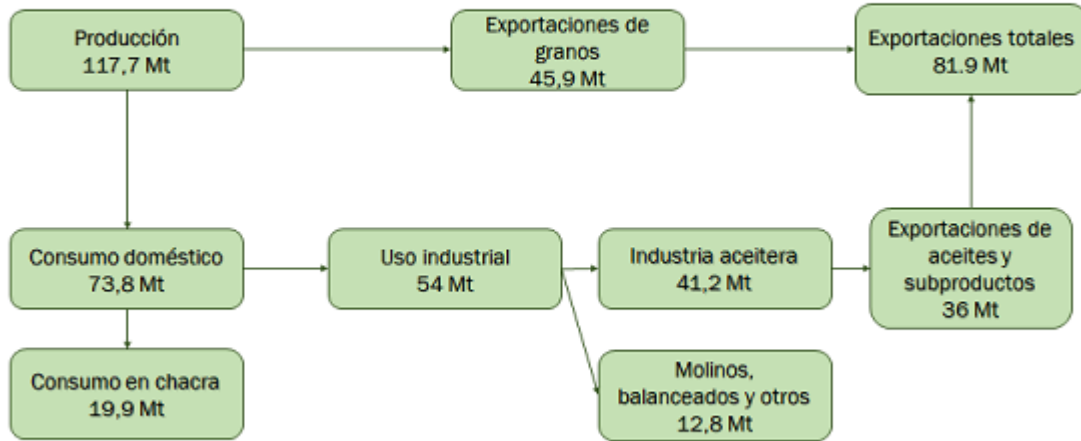 Producción
117,7 Mt
Exportaciones de
granos
45,9 Mt
Exportaciones totales
81.9 Mt
Consumo doméstico
73,8 Mt
Uso industrial
54 Mt
Industria aceitera
41,2 Mt
Exportaciones de
aceites y
subproductos
36 Mt
Consumo en chacra
19,9 Mt
Molinos,
balanceados y otros
12,8 Mt